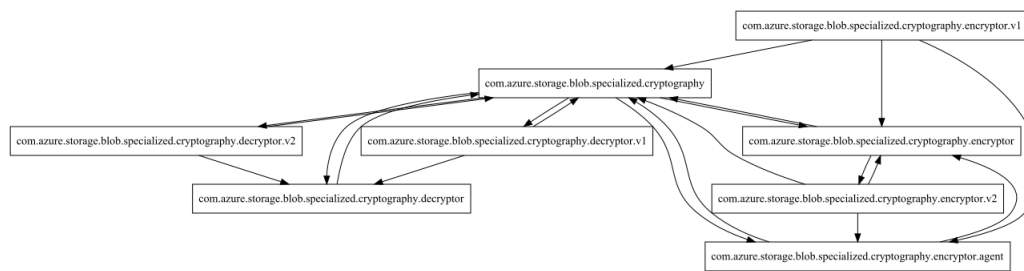 com.azure.storage.blob.specialized.cryptography.encryptor.v1
com.azure.storage.blob.specialized.cryptography
com.azure.storage.blob.specialized.cryptography.decryptor.v2
com.azure.storage.blob.specialized.cryptography.decryptor.v1
com.azure.storage.blob.specialized.cryptography.encryptor
com.azure.storage.blob.specialized.cryptography.decryptor
com.azure.storage.blob.specialized.cryptography.encryptor.v2
com.azure.storage.blob.specialized.cryptography.encryptor.agent